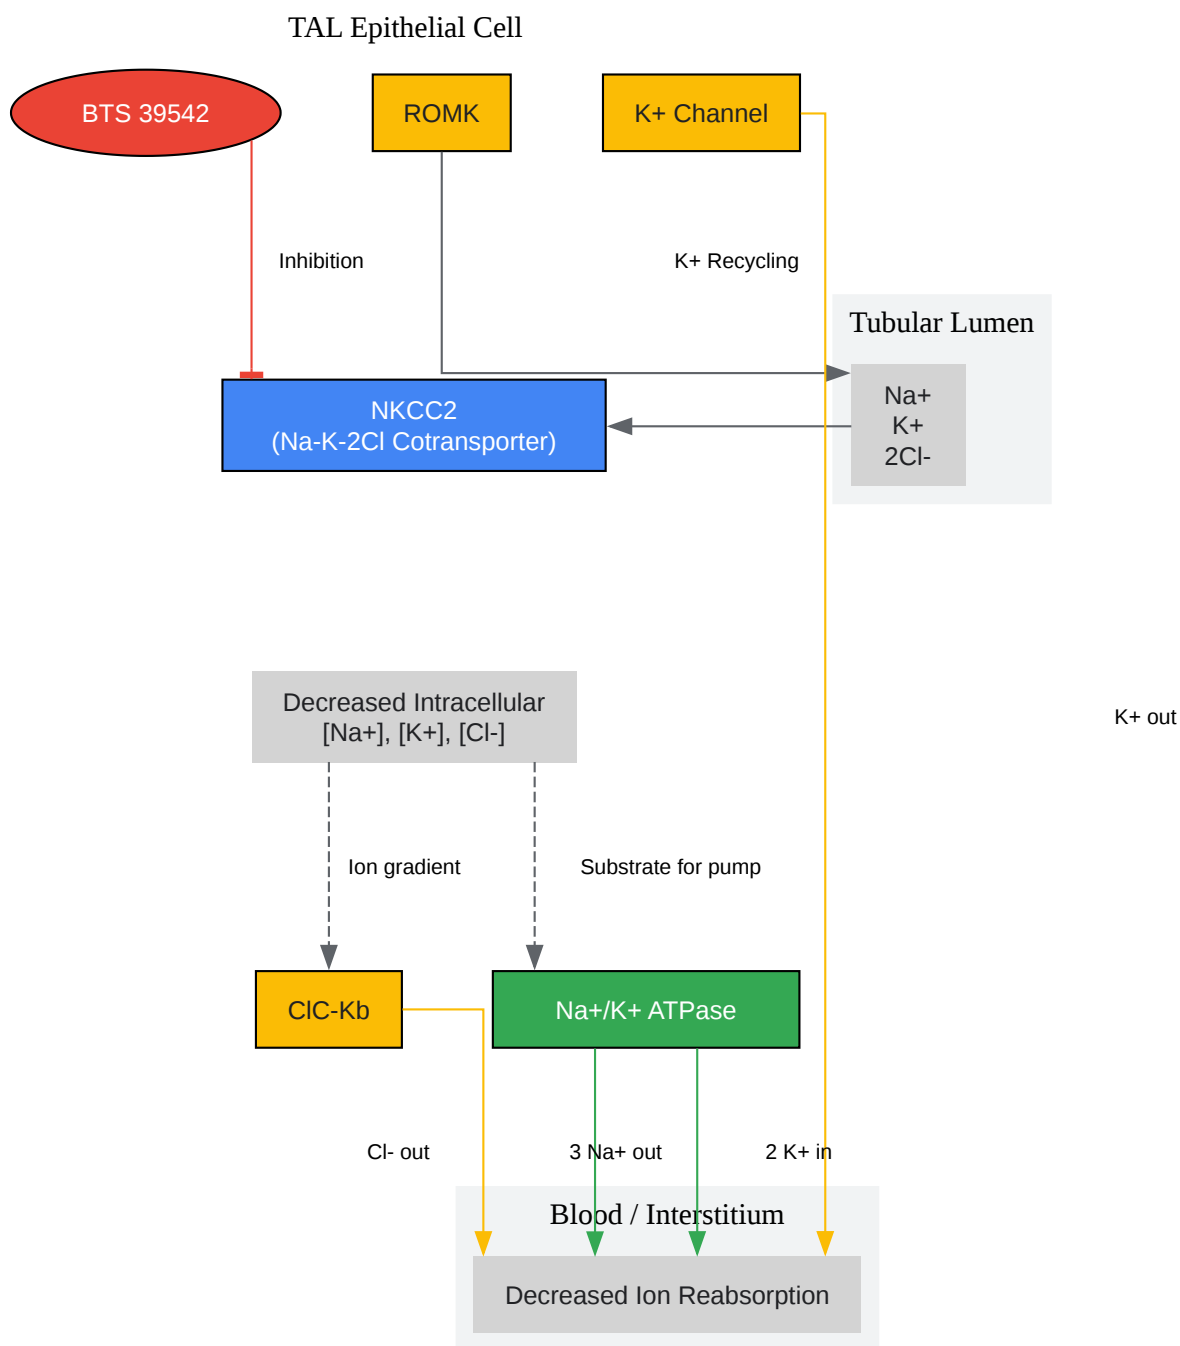 TAL Epithelial Cell
BTS 39542
ROMK
K+ Channel
Inhibition
K+ Recycling
Tubular Lumen
NKCC2
(Na-K-2Cl Cotransporter)
Na+
K+
2Cl-
Decreased Intracellular
[Na+], [K+], [Cl-]
K+ out
Ion gradient
Substrate for pump
ClC-Kb
Na+/K+ ATPase
Cl- out
3 Na+ out
2 K+ in
Blood / Interstitium
Decreased Ion Reabsorption